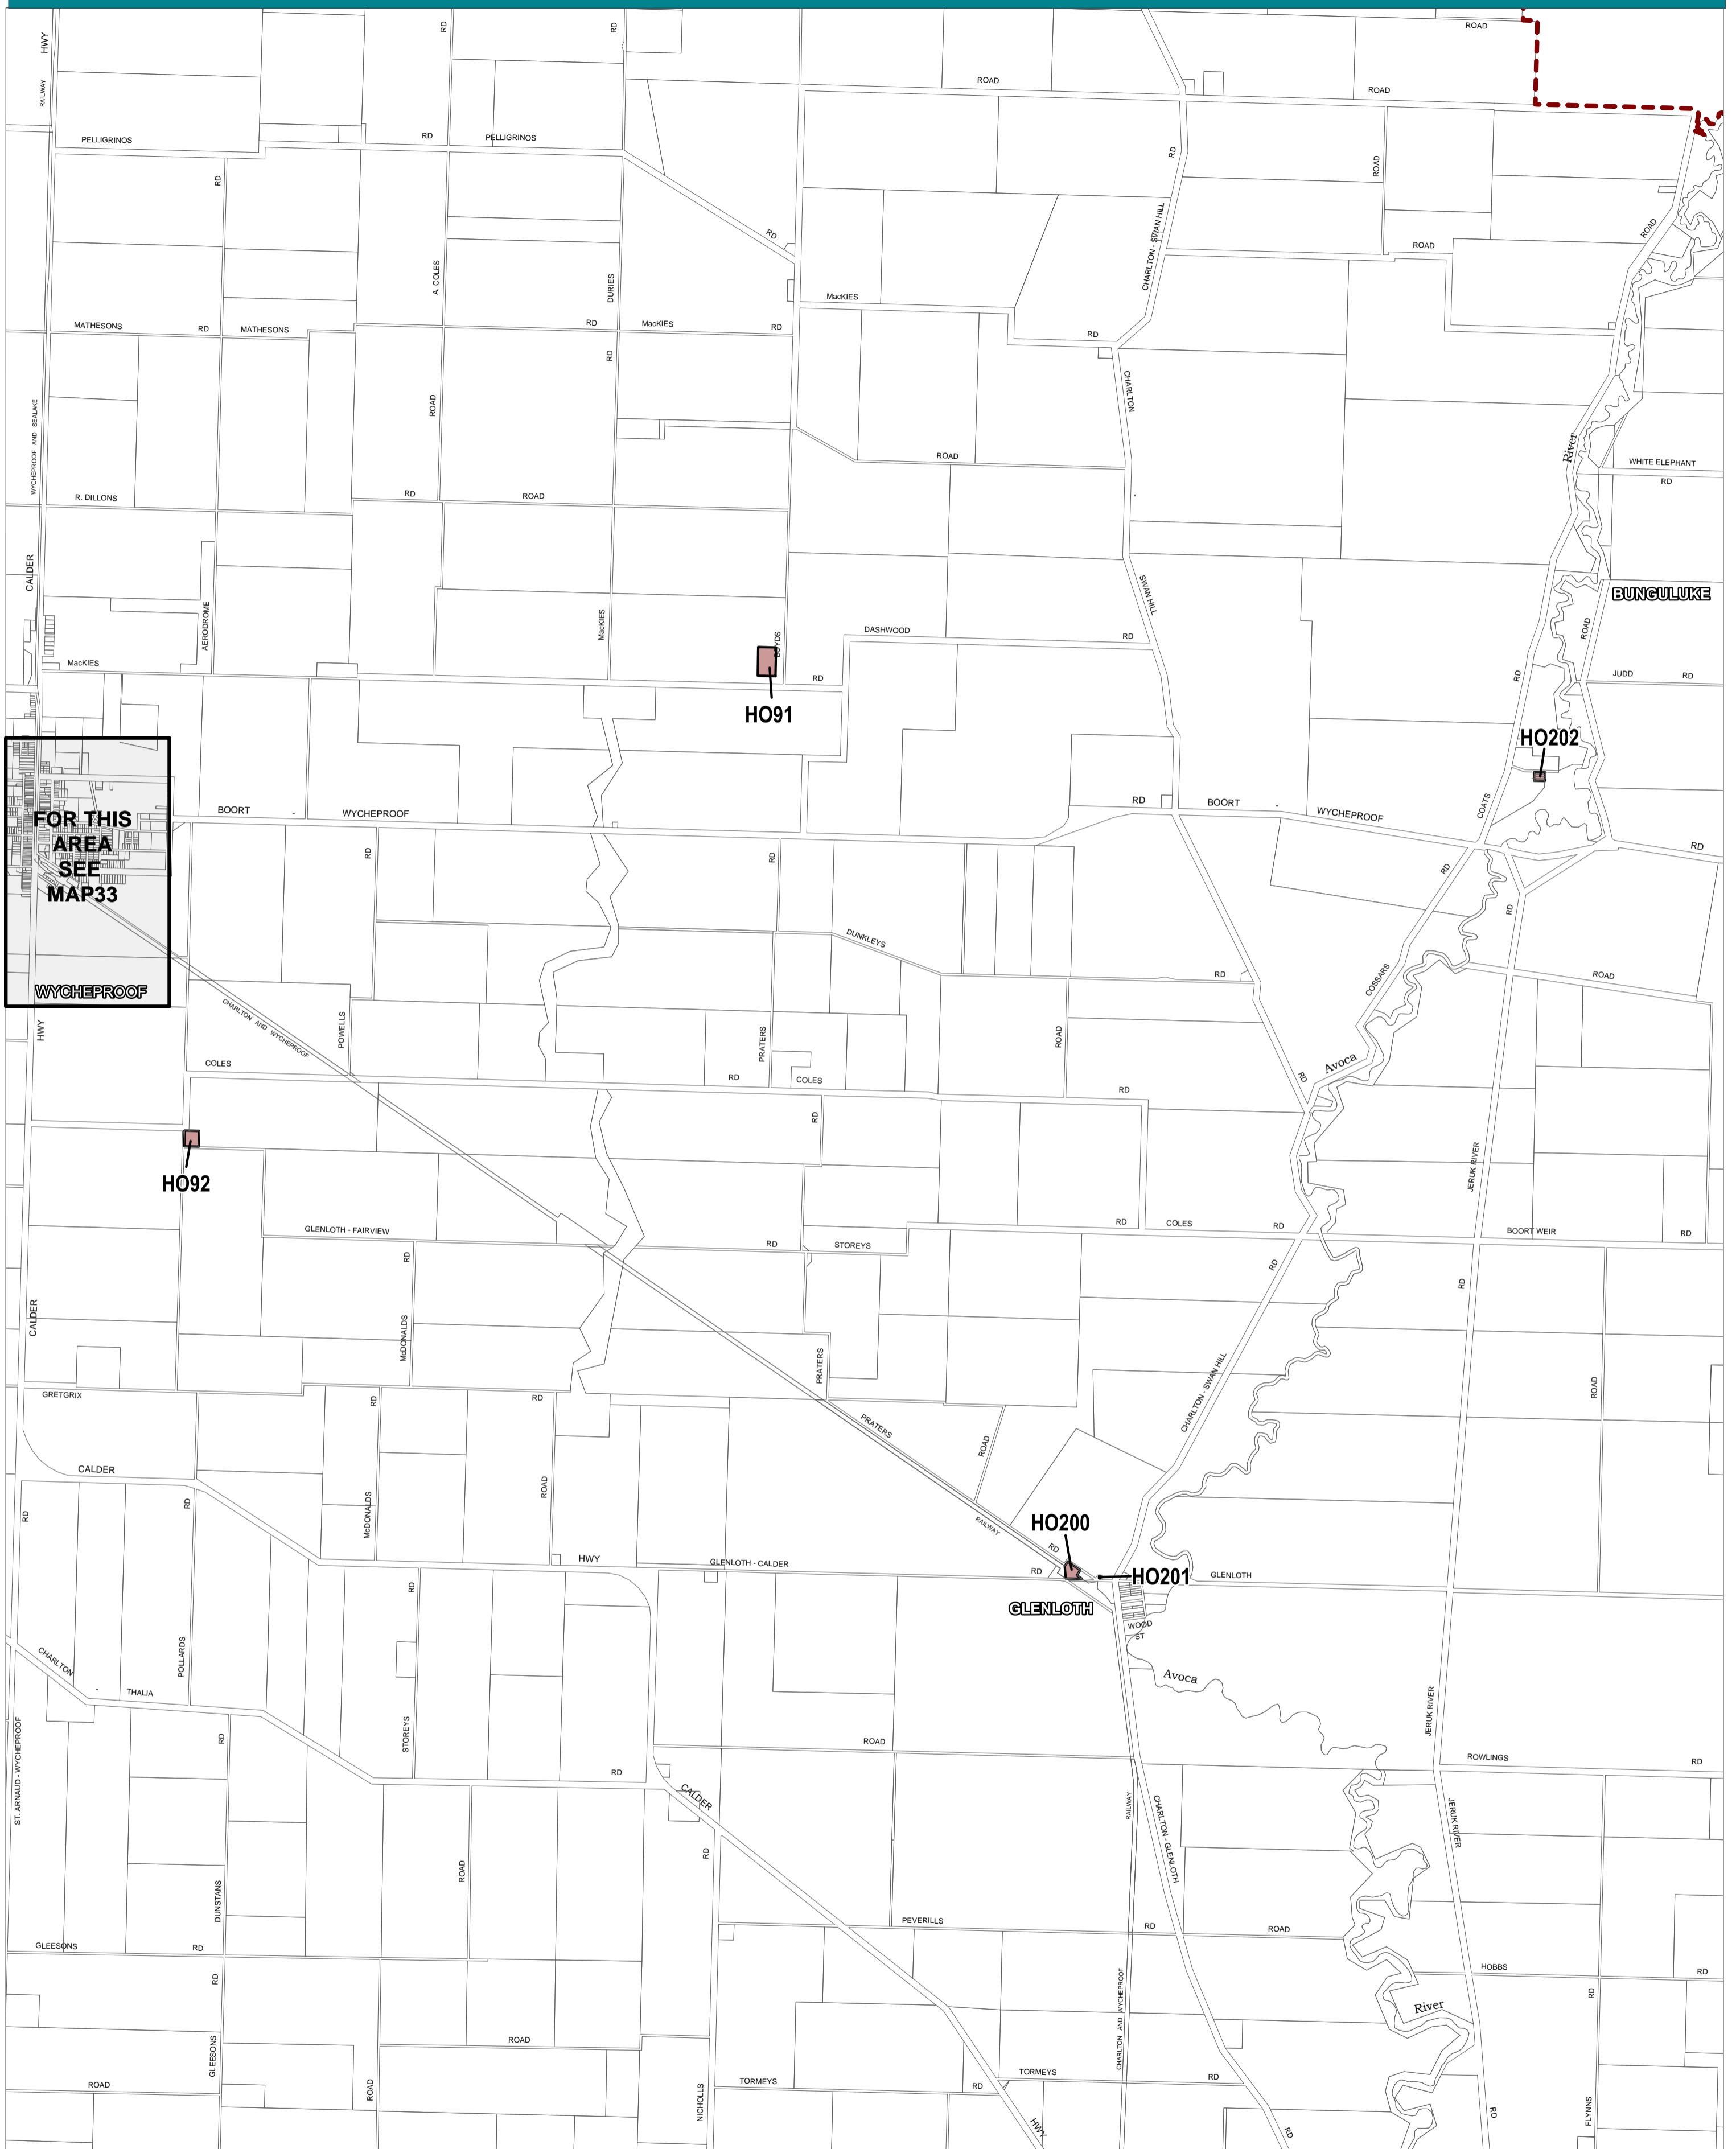 HWY
RD
RD
ROAD
RAILWAY
ROAD
ROAD
PELLIGRINOS
RD
PELLIGRINOS
RD
RD
ROAD
RD
CHARLTON - SWAN HILL
ROAD
ROAD
A. COLES
DURIES
MacKIES
MATHESONS
RD
MATHESONS
RD
MacKIES
RD
RD
RD
CHARLTON
ROAD
WYCHEPROOF AND SEALAKE
River
ROAD
WHITE ELEPHANT
RD
R. DILLONS
RD
ROAD
CALDER
SWAN HILL
BUNGULUKE
AERODROME
MacKIES
BOYDS
DASHWOOD
RD
ROAD
MacKIES
RD
RD
JUDD
RD
HO91
HO202
BOORT
-
WYCHEPROOF
RD
BOORT
-
WYCHEPROOF
COATS
RD
FOR THIS
AREA
SEE
MAP33
RD
RD
RD
RD
DUNKLEYS
RD
COSSARS
ROAD
WYCHEPROOF
CHARLTON AND WYCHEPROOF
HWY
POWELLS
PRATERS
ROAD
Avoca
COLES
RD
COLES
RD
RD
RD
HO92
JERUK RIVER
GLENLOTH - FAIRVIEW
RD
RD
STOREYS
RD
COLES
RD
BOORT WEIR
RD
RD
RD
CALDER
McDONALDS
PRATERS
CHARLTON - SWAN HILL
ROAD
GRETGRIX
RD
RD
PRATERS
ROAD
CALDER
RD
RD
McDONALDS
ROAD
RAILWAY
HO200
RD
HWY
GLENLOTH - CALDER
RD
HO201
GLENLOTH
RD
GLENLOTH
WOOD
ST
CHARLTON
-
THALIA
POLLARDS
Avoca
STOREYS
ROAD
JERUK RIVER
ST. ARNAUD - WYCHEPROOF
RD
ROWLINGS
RD
RD
CALDER
RAILWAY
CHARLTON - GLENLOTH
JERUK RIVER
RD
ROAD
DUNSTANS
PEVERILLS
RD
ROAD
GLEESONS
RD
HOBBS
RD
RD
RD
CHARLTON AND WYCHEPROOF
River
GLEESONS
ROAD
ROAD
ROAD
NICHOLLS
TORMEYS
RD
TORMEYS
RD
HWY
RD
RD
FLYNNS